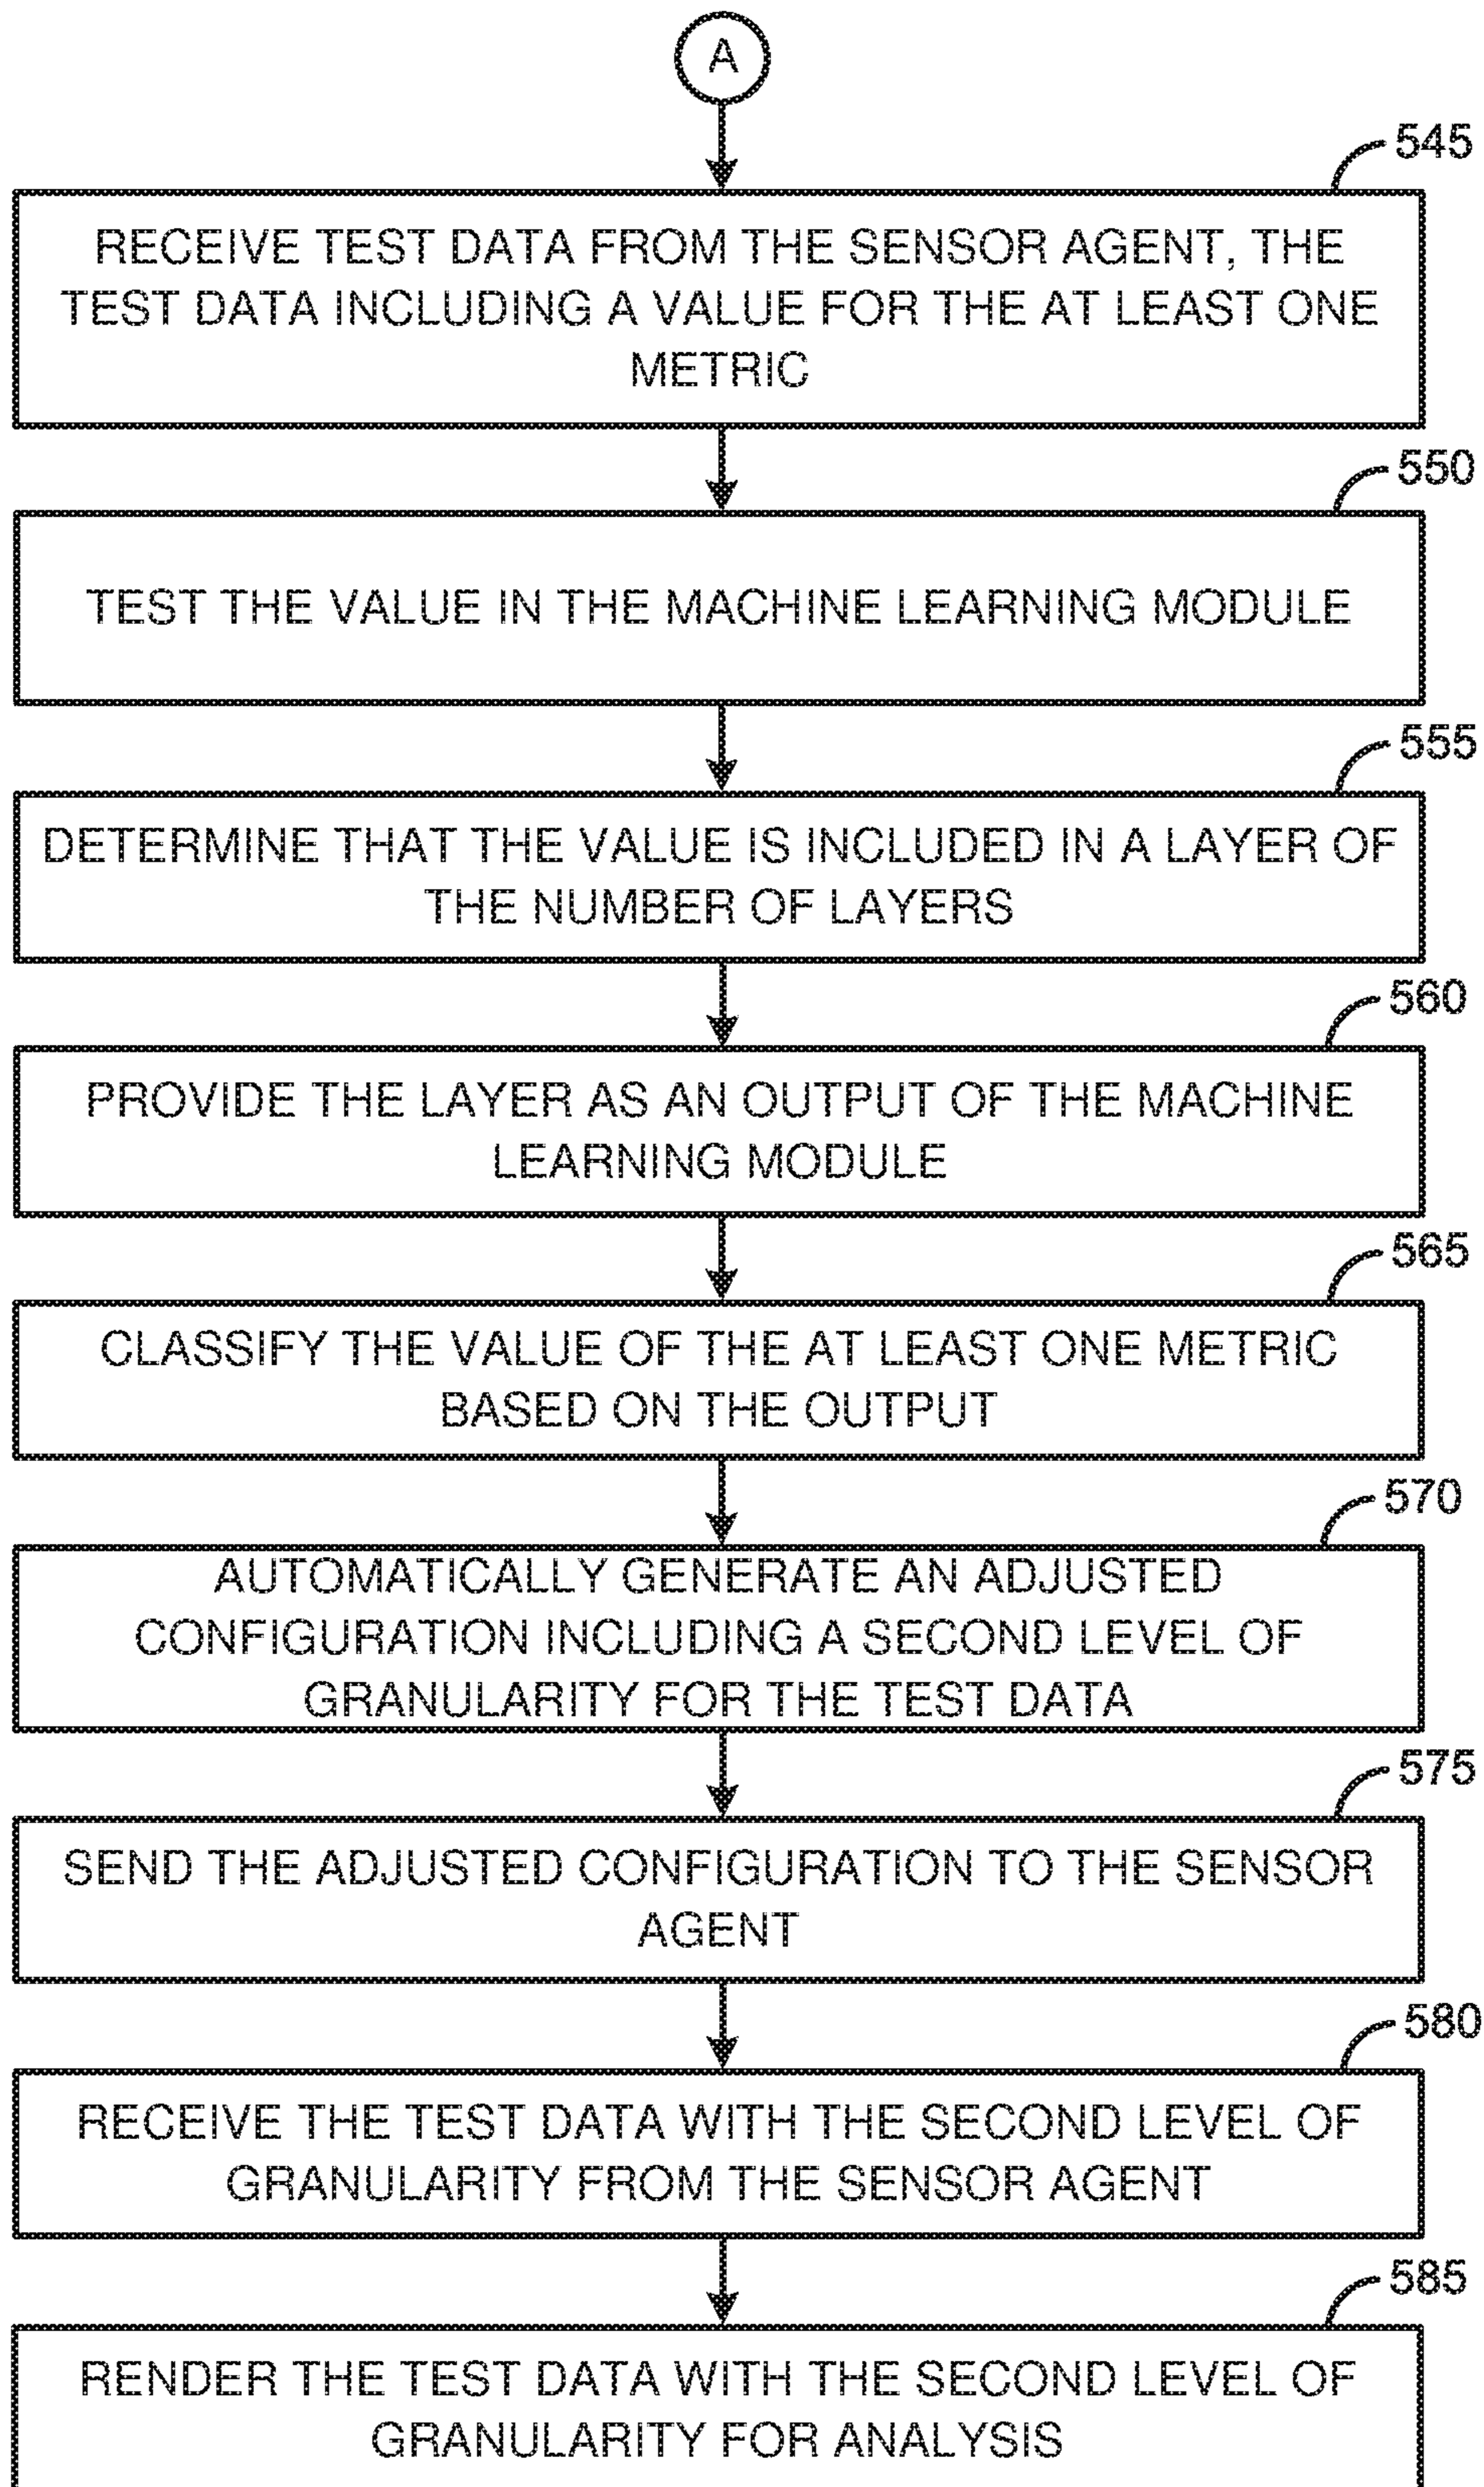 A
545
RECEIVE TEST DATA FROM THE SENSOR AGENT, THE
TEST DATA INCLUDING A VALUE FOR THE AT LEAST ONE
METRIC
550
TEST THE VALUE IN THE MACHINE LEARNING MODULE
555
DETERMINE THAT THE VALUE IS INCLUDED IN A LAYER OF
THE NUMBER OF LAYERS
560
PROVIDE THE LAYER AS AN OUTPUT OF THE MACHINE
LEARNING MODULE
565
CLASSIFY THE VALUE OF THE AT LEAST ONE METRIC
BASED ON THE OUTPUT
570
AUTOMATICALLY GENERATE AN ADJUSTED
CONFIGURATION INCLUDING A SECOND LEVEL OF
GRANULARITY FOR THE TEST DATA
575
SEND THE ADJUSTED CONFIGURATION TO THE SENSOR
AGENT
580
RECEIVE THE TEST DATA WITH THE SECOND LEVEL OF
GRANULARITY FROM THE SENSOR AGENT
585
RENDER THE TEST DATA WITH THE SECOND LEVEL OF
GRANULARITY FOR ANALYSIS